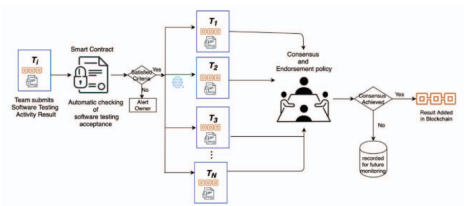 Ti
Team submits
Software Testing
Activity Result
Smart Contract
Automatic checking
of
software testing
acceptance
Satisfied
Criteria
Yes
No
Alert
Owner
T1
T2
T3
TN
Consensus
and
Endorsement policy
Consensus
Achieved
Yes
Result Added
in Blockchain
No
recorded
for future
monitoring